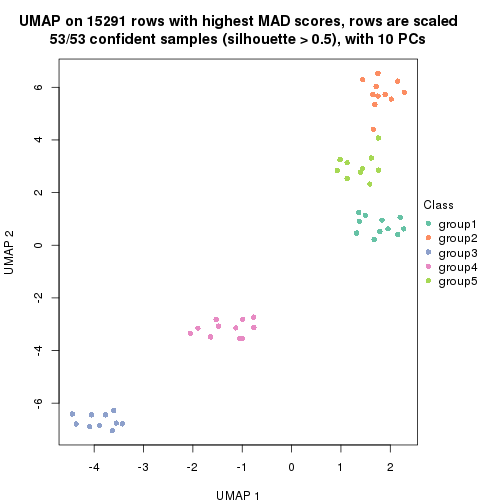 UMAP on 15291 rows with highest MAD scores, rows are scaled
53/53 confident samples (silhouette > 0.5), with 10 PCs
6
4
2
0
-2
-4
-6
UMAP 2
-4
-3
-2
-1
0
1
2
UMAP 1
Class
group1
group2
group3
group4
group5